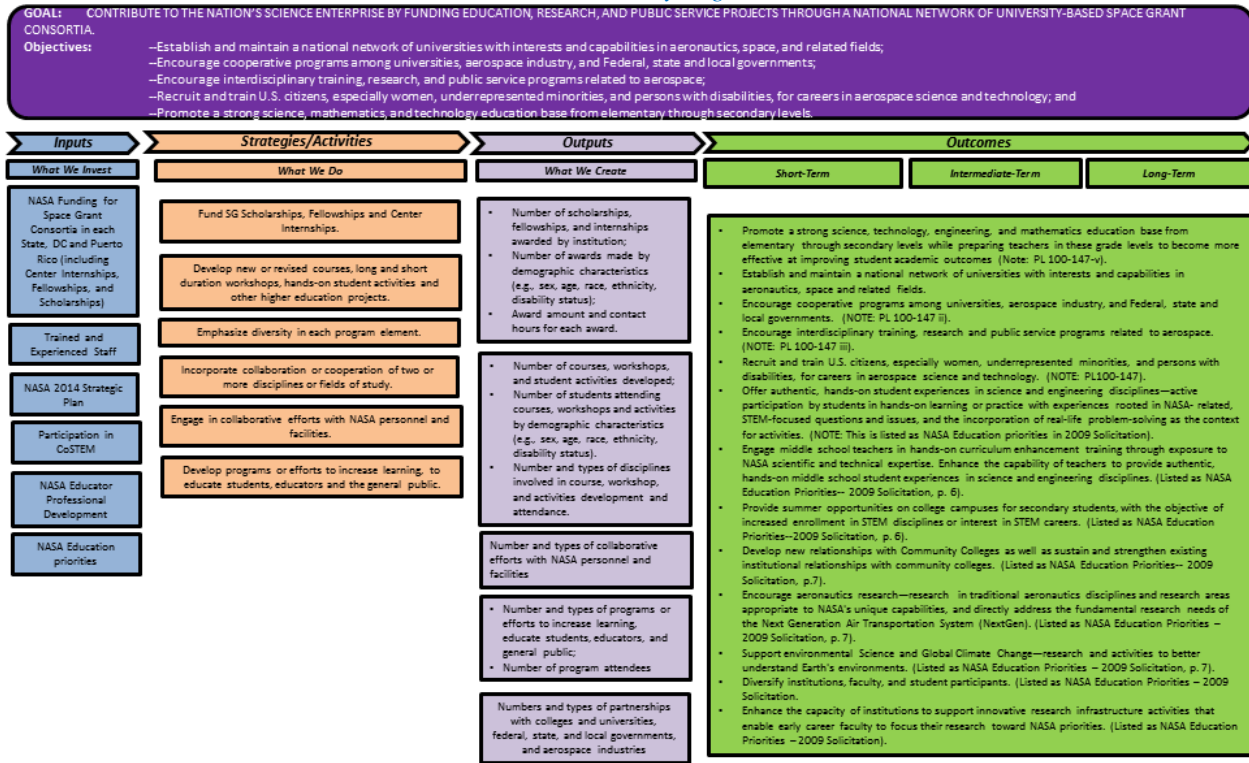 GOAL: CONTRIBUTE TO THE NATION'S SCIENCE ENTERPRISE BY FUNDING EDUCATION, RESEARCH, AND PUBLIC SERVICE PROJECTS THROUGH A NATIONAL NETWORK OF UNIVERSITY-BASED SPACE GRANT
CONSORTIA.
Objectives: --Establish and maintain a national network of universities with interests and capabilities in aeronautics, space, and related fields;
--Encourage cooperative programs among universities, aerospace industry, and Federal, state and local governments;
--Encourage interdisciplinary training, research, and public service programs related to aerospace;
--Recruit and train U.S. citizens, especially women, underrepresented minorities, and persons with disabilities, for careers in aerospace science and technology; and
--Promote a strong science, mathematics, and technology education base from elementary through secondary levels.
Inputs
What We Invest
NASA Funding for
Space Grant
Consortia in each
State, DC and Puerto
Rico (including
Center Internships,
Fellowships, and
Scholarships)
Trained and
Experienced Staff
NASA 2014 Strategic
Plan
Participation in
CoSTEM
NASA Educator
Professional
Development
NASA Education
priorities
Strategies/Activities
What We Do
Fund SG Scholarships, Fellowships and Center
Internships.
Develop new or revised courses, long and short
duration workshops, hands-on student activities and
other higher education projects.
Emphasize diversity in each program element.
Incorporate collaboration or cooperation of two or
more disciplines or fields of study.
Engage in collaborative efforts with NASA personnel and
facilities.
Develop programs or efforts to increase learning, to
educate students, educators and the general public.
Outputs
What We Create
• Number of scholarships,
fellowships, and internships
awarded by institution;
• Number of awards made by
demographic characteristics
(e.g., sex, age, race, ethnicity,
disability status);
• Award amount and contact
hours for each award.
• Number of courses, workshops,
and student activities developed;
• Number of students attending
courses, workshops and activities
by demographic characteristics
(e.g., sex, age, race, ethnicity,
disability status).
• Number and types of disciplines
involved in course, workshop,
and activities development and
attendance.
Number and types of collaborative
efforts with NASA personnel and
facilities
• Number and types of programs or
efforts to increase learning,
educate students, educators, and
general public;
• Number of program attendees
Numbers and types of partnerships
with colleges and universities,
federal, state, and local governments,
and aerospace industries
Outcomes
Short-Term
Intermediate-Term
Long-Term
• Promote a strong science, technology, engineering, and mathematics education base from
elementary through secondary levels while preparing teachers in these grade levels to become more
effective at improving student academic outcomes (Note: PL 100-147-v).
• Establish and maintain a national network of universities with interests and capabilities in
aeronautics, space and related fields.
• Encourage cooperative programs among universities, aerospace industry, and Federal, state and
local governments. (NOTE: PL 100-147 ii).
• Encourage interdisciplinary training, research and public service programs related to aerospace.
(NOTE: PL 100-147 iii).
• Recruit and train U.S. citizens, especially women, underrepresented minorities, and persons with
disabilities, for careers in aerospace science and technology. (NOTE: PL100-147).
• Offer authentic, hands-on student experiences in science and engineering disciplines—active
participation by students in hands-on learning or practice with experiences rooted in NASA- related,
STEM-focused questions and issues, and the incorporation of real-life problem-solving as the context
for activities. (NOTE: This is listed as NASA Education priorities in 2009 Solicitation).
• Engage middle school teachers in hands-on curriculum enhancement training through exposure to
NASA scientific and technical expertise. Enhance the capability of teachers to provide authentic,
hands-on middle school student experiences in science and engineering disciplines. (Listed as NASA
Education Priorities-- 2009 Solicitation, p. 6).
• Provide summer opportunities on college campuses for secondary students, with the objective of
increased enrollment in STEM disciplines or interest in STEM careers. (Listed as NASA Education
Priorities--2009 Solicitation, p. 6).
• Develop new relationships with Community Colleges as well as sustain and strengthen existing
institutional relationships with community colleges. (Listed as NASA Education Priorities-- 2009
Solicitation, p.7).
• Encourage aeronautics research—research in traditional aeronautics disciplines and research areas
appropriate to NASA's unique capabilities, and directly address the fundamental research needs of
the Next Generation Air Transportation System (NextGen). (Listed as NASA Education Priorities –
2009 Solicitation, p. 7).
• Support environmental Science and Global Climate Change—research and activities to better
understand Earth's environments. (Listed as NASA Education Priorities – 2009 Solicitation, p. 7).
• Diversify institutions, faculty, and student participants. (Listed as NASA Education Priorities – 2009
Solicitation.
• Enhance the capacity of institutions to support innovative research infrastructure activities that
enable early career faculty to focus their research toward NASA priorities. (Listed as NASA Education
Priorities – 2009 Solicitation).